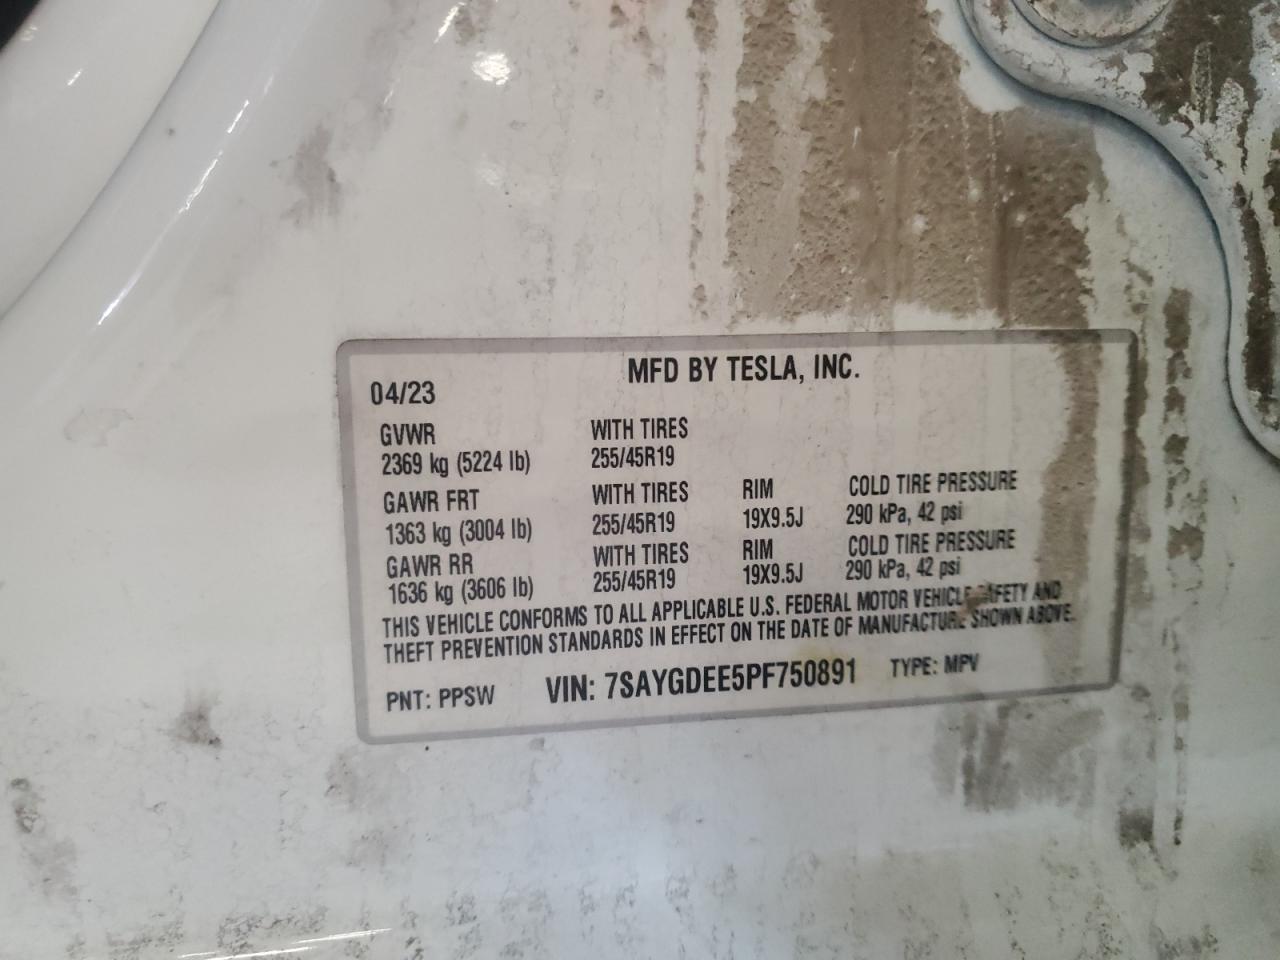 MFD BY TESLA, INC.
04/23
GVWR WITH TIRES
2369 kg (5224 lb) 255/45R19
GAWR FRT WITH TIRES RIM COLD TIRE PRESSURE
1363 kg (3004 lb) 255/45R19 19X9.5J 290 kPa, 42 psi
GAWR RR WITH TIRES RIM COLD TIRE PRESSURE
1636 kg (3606 lb) 255/45R19 19X9.5J 290 kPa, 42 psi
THIS VEHICLE CONFORMS TO ALL APPLICABLE U.S. FEDERAL MOTOR VEHICLE SAFETY AND
THEFT PREVENTION STANDARDS IN EFFECT ON THE DATE OF MANUFACTURE SHOWN ABOVE.
PNT: PPSW VIN: 7SAYGDEE5PF750891 TYPE: MPV